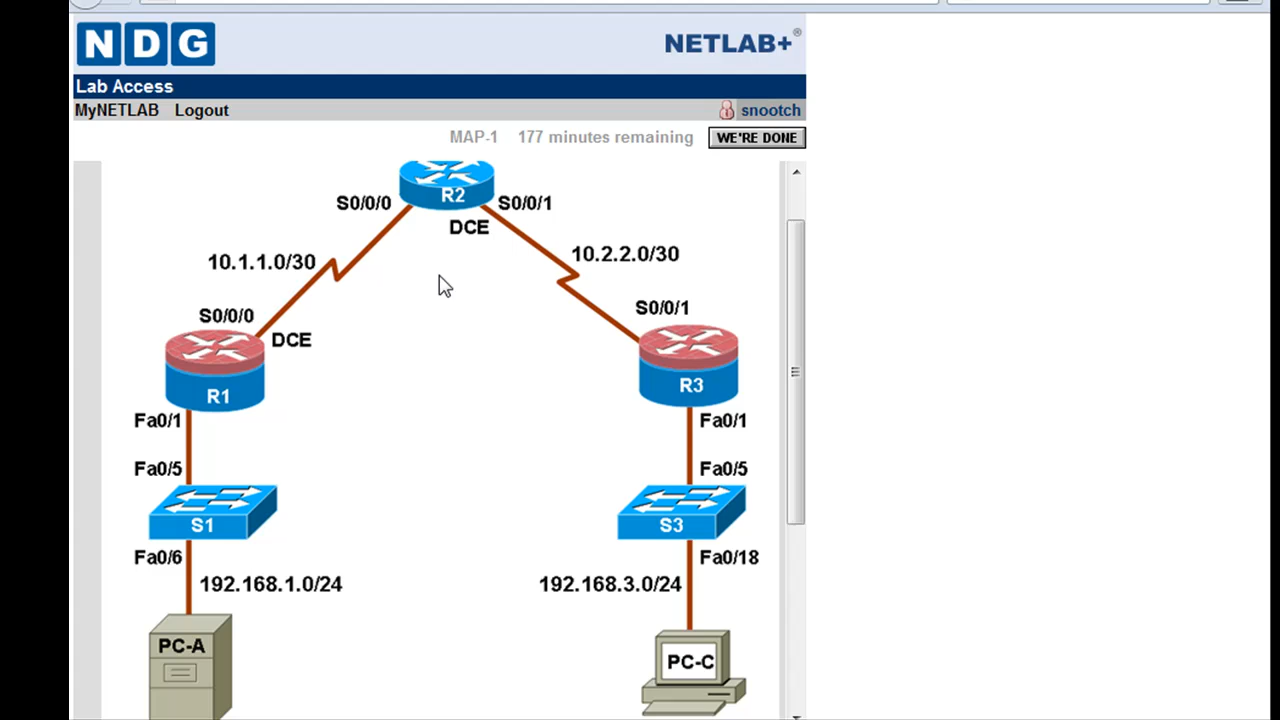 NDG
NETLAB+®
Lab Access
MyNETLAB Logout snootch
MAP-1 177 minutes remaining WE'RE DONE
R2
S0/0/0 S0/0/1
DCE
10.1.1.0/30 10.2.2.0/30
S0/0/0 S0/0/1
DCE
R1 R3
Fa0/1 Fa0/1
Fa0/5 Fa0/5
S1 S3
Fa0/6 Fa0/18
192.168.1.0/24 192.168.3.0/24
PC-A PC-C